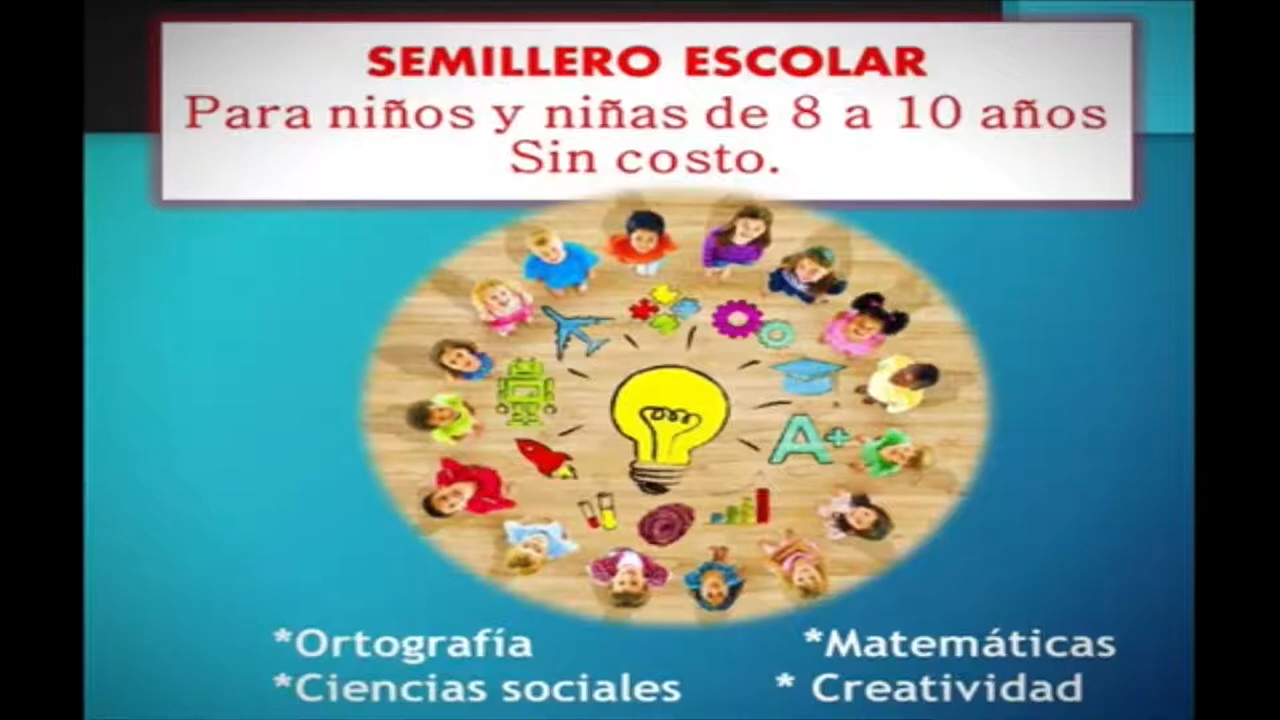 SEMILLERO ESCOLAR
Para niños y niñas de 8 a 10 años
Sin costo.
A+
*Ortografía *Matemáticas
*Ciencias sociales * Creatividad